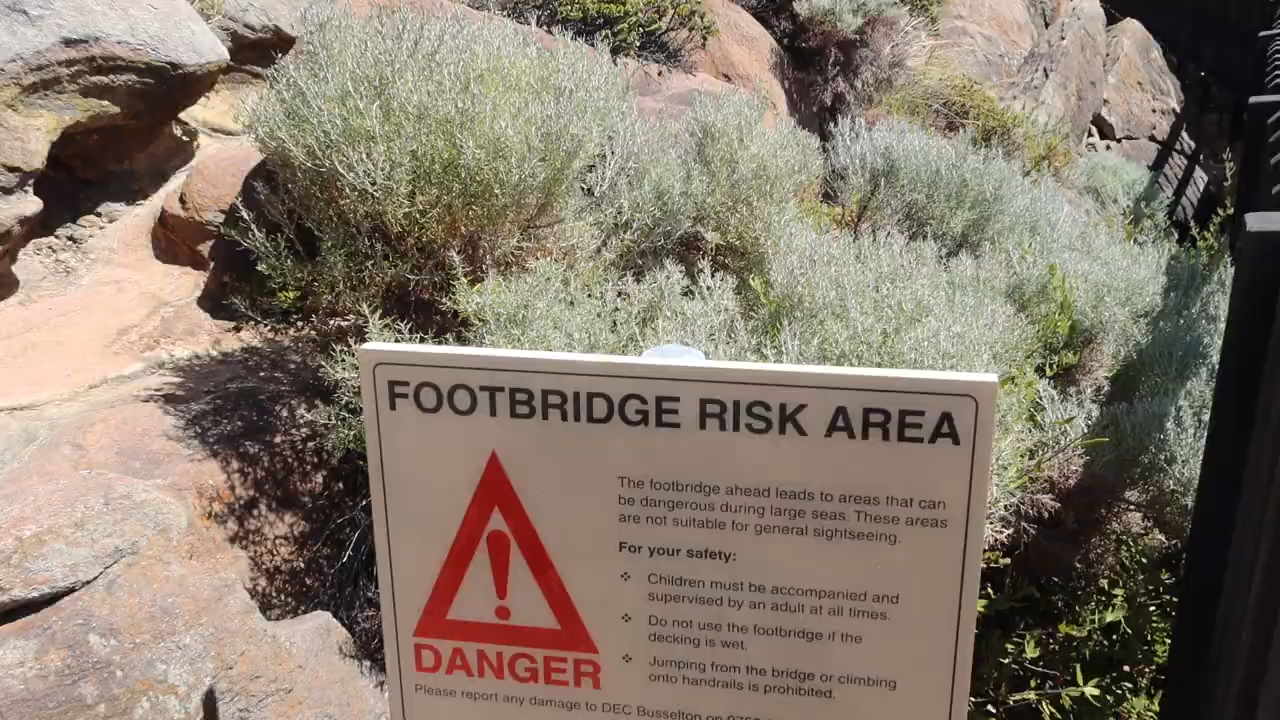 FOOTBRIDGE RISK AREA
The footbridge ahead leads to areas that can
be dangerous during large seas. These areas
are not suitable for general sightseeing.
For your safety:
Children must be accompanied and
supervised by an adult at all times.
Do not use the footbridge if the
decking is wet.
Jumping from the bridge or climbing
onto handrails is prohibited.
DANGER
Please report any damage to DEC Busselton on